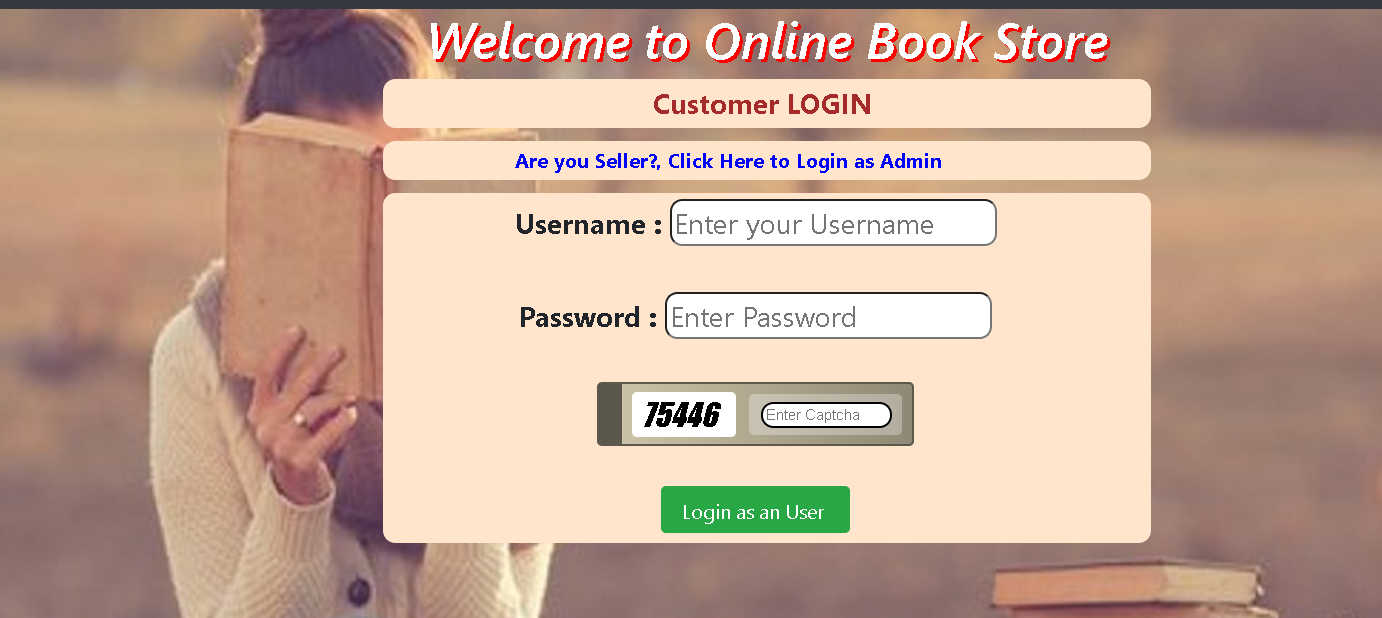 Welcome to Online Book Store
Customer LOGIN
Are you Seller?, Click Here to Login as Admin
Username : Enter your Username
Password : Enter Password
75446 Enter Captcha
Login as an User